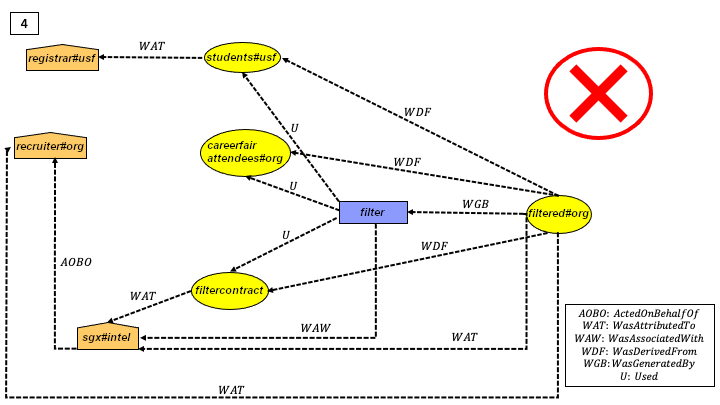 4
registrar#usf
WAT
students#usf
WDF
recruiter#org
U
careerfair
attendees#org
WDF
U
filter
WGB
filtered#org
U
WDF
AOBO
filtercontract
WAT
sgx#intel
WAW
WAT
WAT
AOBO: ActedOnBehalfOf
WAT: WasAttributedTo
WAW: WasAssociatedWith
WDF: WasDerivedFrom
WGB:WasGeneratedBy
U: Used